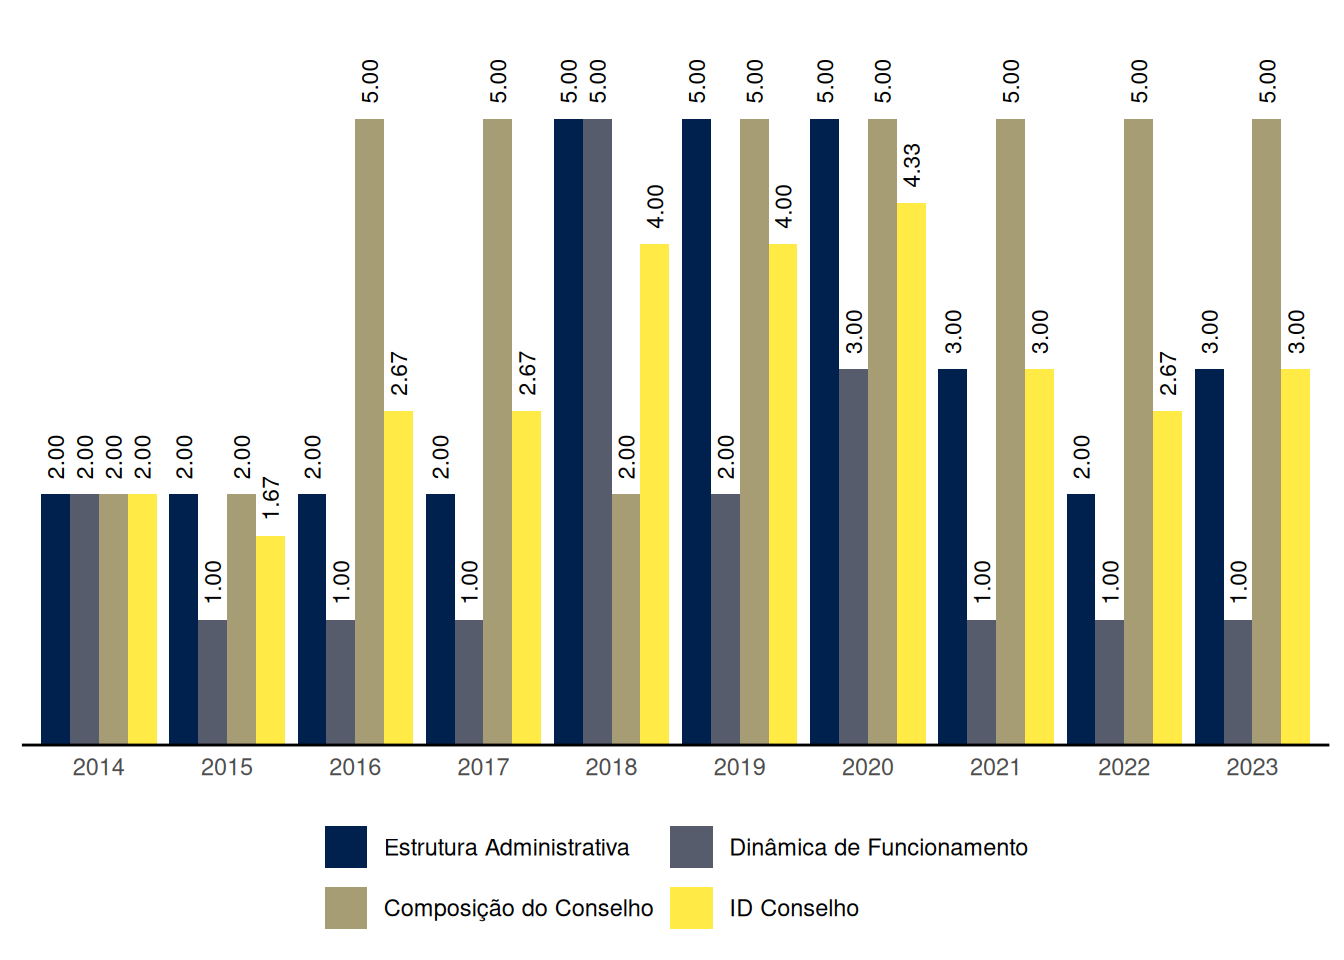 5.00 5.00 5.00 5.00 5.00 5.00 5.00 5.00 5.00 5.00 5.00
4.33
4.00 4.00
3.00 3.00 3.00 3.00 3.00
2.67 2.67 2.67
2.00 2.00 2.00 2.00 2.00 2.00 2.00 2.00 2.00 2.00 2.00
1.67
1.00 1.00 1.00 1.00 1.00 1.00
2014 2015 2016 2017 2018 2019 2020 2021 2022 2023
Estrutura Administrativa Dinâmica de Funcionamento
Composição do Conselho ID Conselho